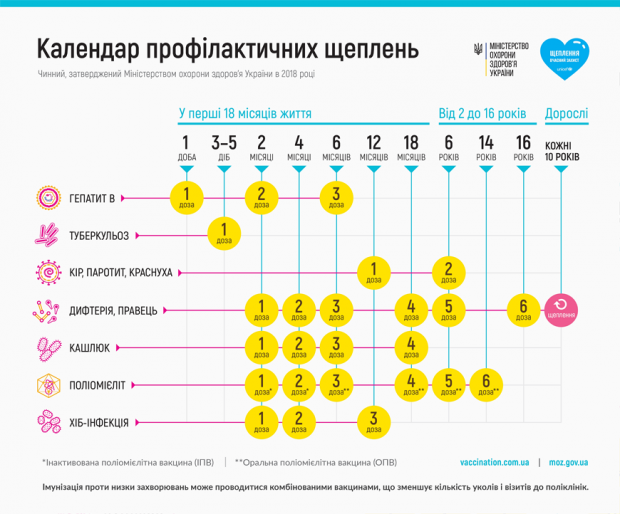 Календар профілактичних щеплень
Чинний, затверджений Міністерством охорони здоров'я України в 2018 році
МІНІСТЕРСТВО
ОХОРОНИ
ЗДОРОВ'Я
УКРАЇНИ
ЩЕПЛЕННЯ
unicef
У перші 18 місяців життя
Від 2 до 16 років
Дорослі
1 ДОБА
3–5 ДІБ
2 МІСЯЦІ
4 МІСЯЦІ
6 МІСЯЦІВ
12 МІСЯЦІВ
18 МІСЯЦІВ
6 РОКІВ
14 РОКІВ
16 РОКІВ
КОЖНІ 10 РОКІВ
ГЕПАТИТ В
1 доза
2 доза
3 доза
ТУБЕРКУЛЬОЗ
1 доза
КІР, ПАРОТИТ, КРАСНУХА
1 доза
2 доза
ДИФТЕРІЯ, ПРАВЕЦЬ
1 доза
2 доза
3 доза
4 доза
5 доза
6 доза
щеплення
КАШЛЮК
1 доза
2 доза
3 доза
4 доза
ПОЛІОМІЄЛІТ
1 доза*
2 доза*
3 доза**
4 доза**
5 доза**
6 доза**
ХІБ-ІНФЕКЦІЯ
1 доза
2 доза
3 доза
*Інактивована поліомієлітна вакцина (ІПВ) | **Оральна поліомієлітна вакцина (ОПВ)
vaccination.com.ua | moz.gov.ua
Імунізація проти низки захворювань може проводитися комбінованими вакцинами, що зменшує кількість уколів і візитів до поліклінік.